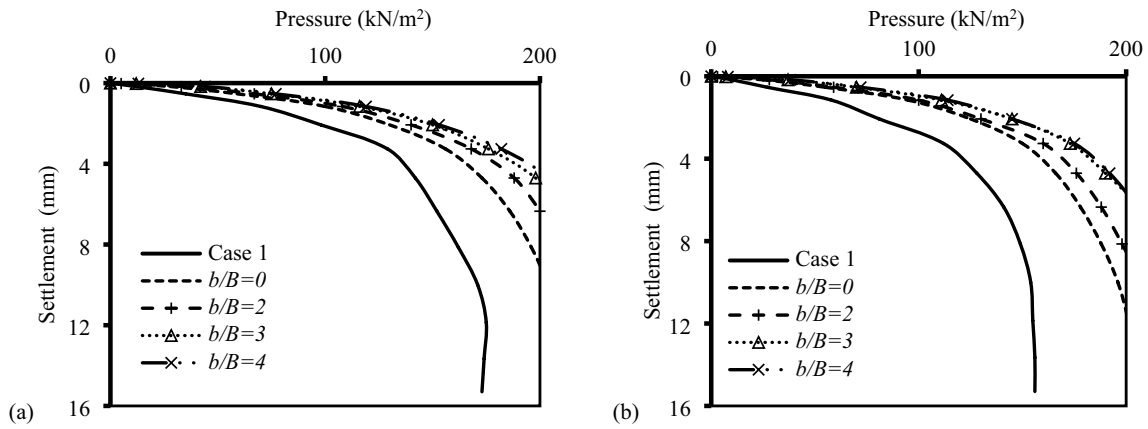 Pressure (kN/m²)
0 100 200
0
4
8
12
16
Settlement (mm)
Case 1
b/B=0
b/B=2
b/B=3
b/B=4
(a)
Pressure (kN/m²)
0 100 200
0
4
8
12
16
Settlement (mm)
Case 1
b/B=0
b/B=2
b/B=3
b/B=4
(b)